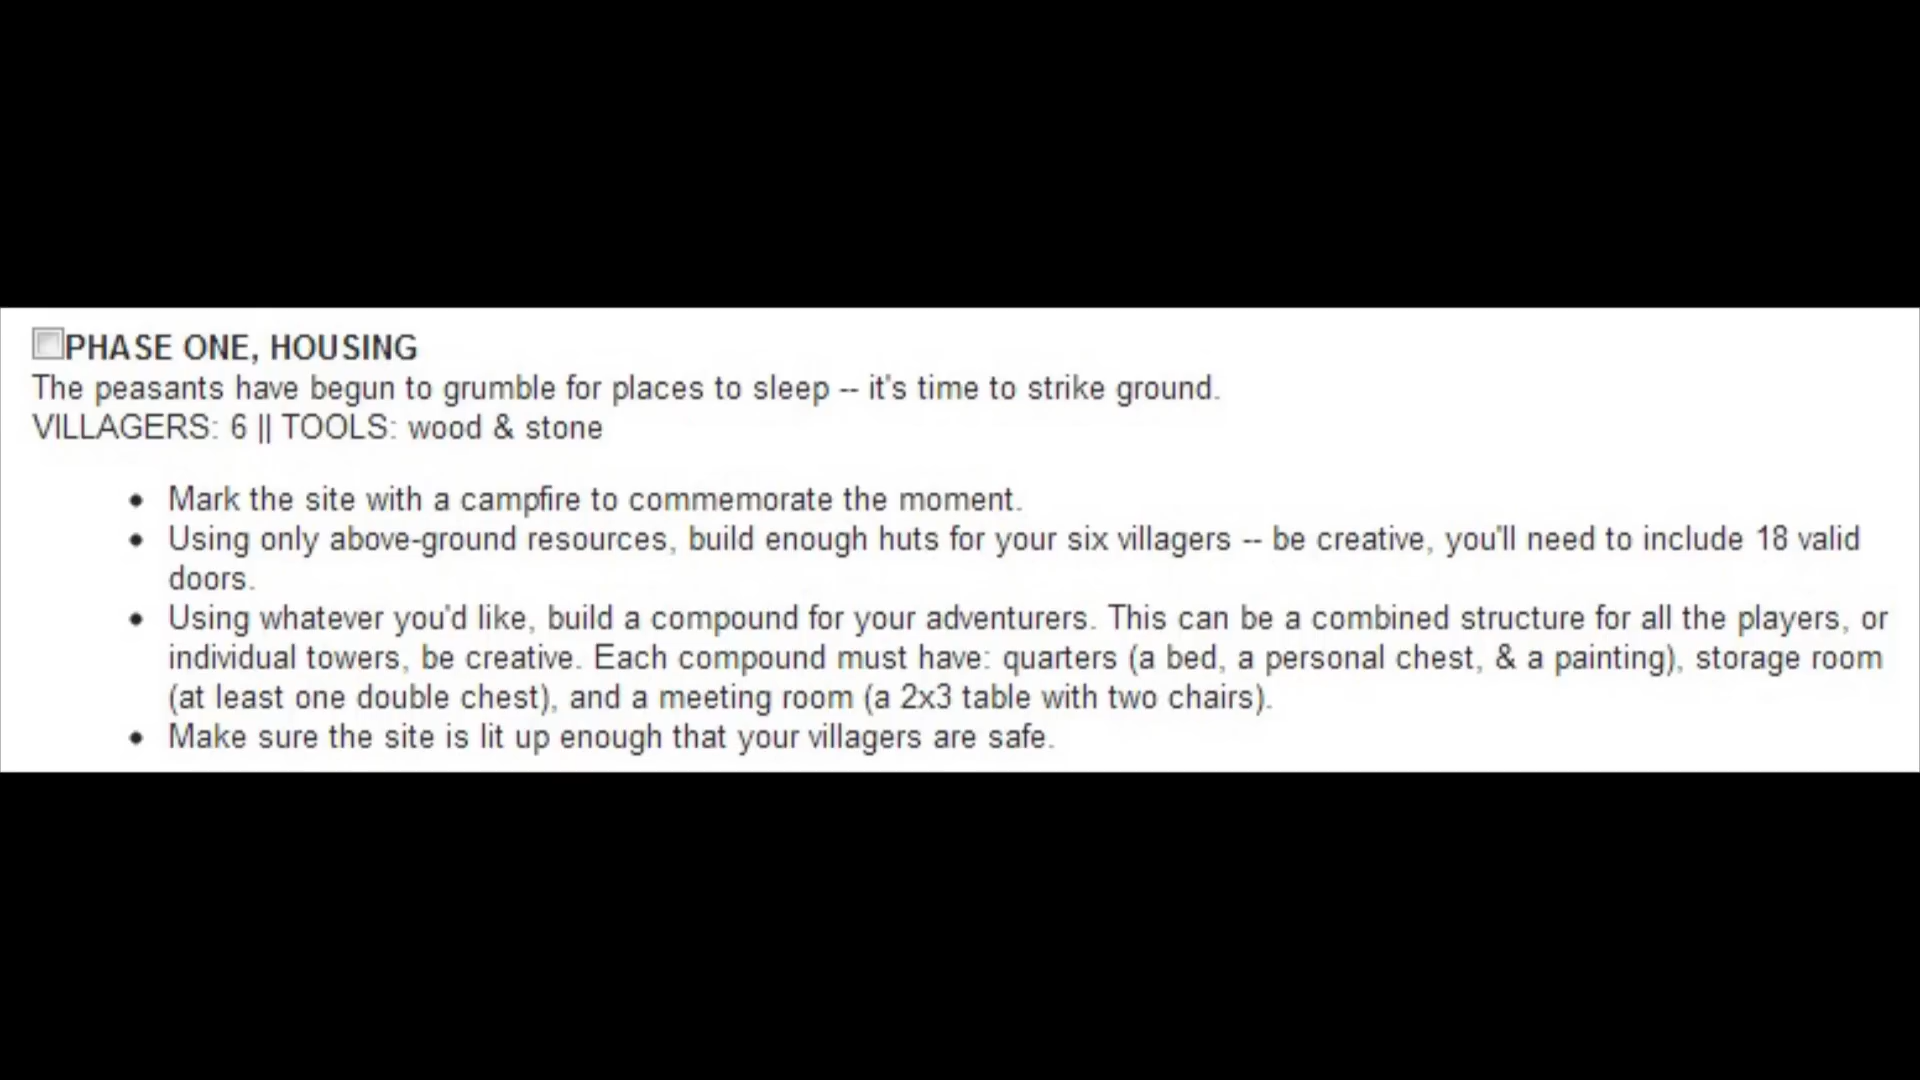 PHASE ONE, HOUSING
The peasants have begun to grumble for places to sleep -- it's time to strike ground.
VILLAGERS: 6 || TOOLS: wood & stone
• Mark the site with a campfire to commemorate the moment.
• Using only above-ground resources, build enough huts for your six villagers -- be creative, you'll need to include 18 valid
doors.
• Using whatever you'd like, build a compound for your adventurers. This can be a combined structure for all the players, or
individual towers, be creative. Each compound must have: quarters (a bed, a personal chest, & a painting), storage room
(at least one double chest), and a meeting room (a 2x3 table with two chairs).
• Make sure the site is lit up enough that your villagers are safe.